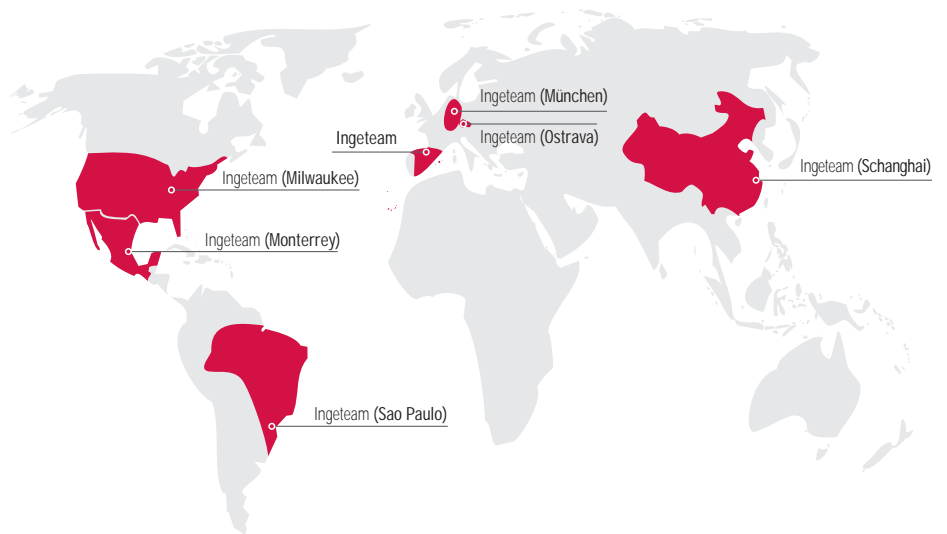 Ingeteam (München)
Ingeteam
Ingeteam (Ostrava)
Ingeteam (Schanghai)
Ingeteam (Milwaukee)
Ingeteam (Monterrey)
Ingeteam (Sao Paulo)